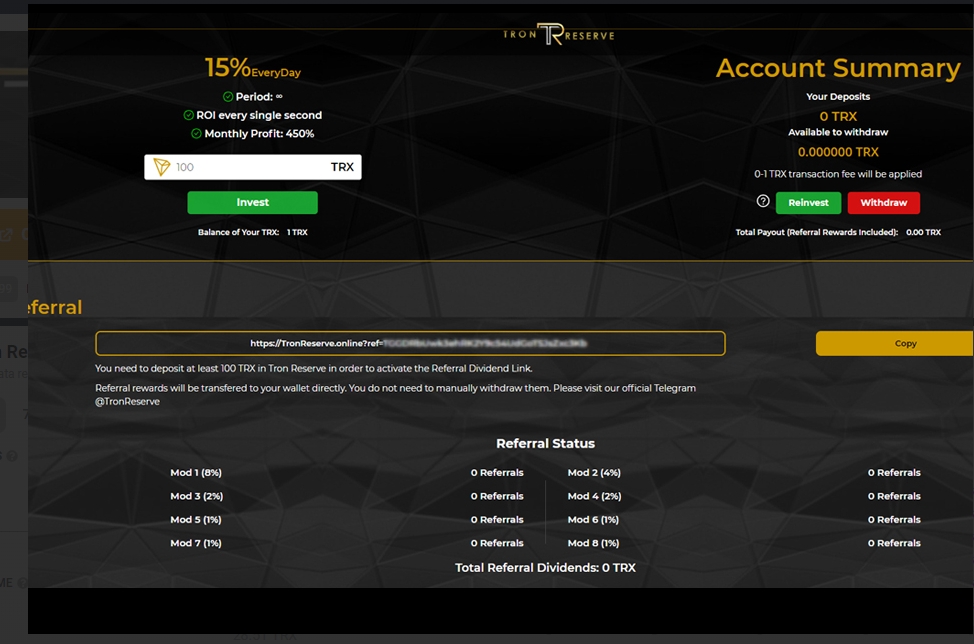 TRON TR RESERVE
15% EveryDay
Period: ∞
ROI every single second
Monthly Profit: 450%
100 TRX
Invest
Balance of Your TRX: 1 TRX
Account Summary
Your Deposits
0 TRX
Available to withdraw
0.000000 TRX
0-1 TRX transaction fee will be applied
Reinvest Withdraw
Total Payout (Referral Rewards Included): 0.00 TRX
eferral
https://TronReserve.online?ref=
Copy
You need to deposit at least 100 TRX in Tron Reserve in order to activate the Referral Dividend Link.
Referral rewards will be transfered to your wallet directly. You do not need to manually withdraw them. Please visit our official Telegram
@TronReserve
Referral Status
Mod 1 (8%) 0 Referrals Mod 2 (4%) 0 Referrals
Mod 3 (2%) 0 Referrals Mod 4 (2%) 0 Referrals
Mod 5 (1%) 0 Referrals Mod 6 (1%) 0 Referrals
Mod 7 (1%) 0 Referrals Mod 8 (1%) 0 Referrals
Total Referral Dividends: 0 TRX